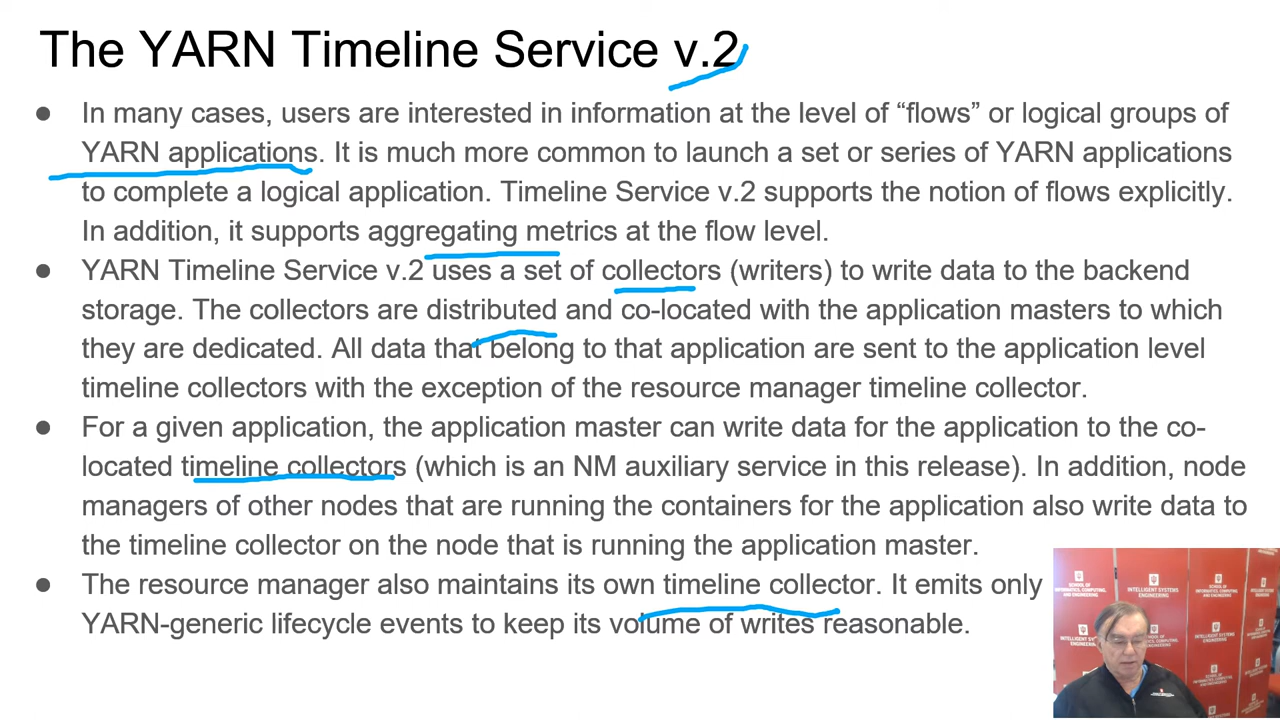 The YARN Timeline Service v.2
● In many cases, users are interested in information at the level of “flows” or logical groups of
YARN applications. It is much more common to launch a set or series of YARN applications
to complete a logical application. Timeline Service v.2 supports the notion of flows explicitly.
In addition, it supports aggregating metrics at the flow level.
● YARN Timeline Service v.2 uses a set of collectors (writers) to write data to the backend
storage. The collectors are distributed and co-located with the application masters to which
they are dedicated. All data that belong to that application are sent to the application level
timeline collectors with the exception of the resource manager timeline collector.
● For a given application, the application master can write data for the application to the co-
located timeline collectors (which is an NM auxiliary service in this release). In addition, node
managers of other nodes that are running the containers for the application also write data to
the timeline collector on the node that is running the application master.
● The resource manager also maintains its own timeline collector. It emits only
YARN-generic lifecycle events to keep its volume of writes reasonable.
SCHOOL OF
INFORMATICS, COMPUTING,
AND ENGINEERING
INTELLIGENT SYSTEMS
ENGINEERING